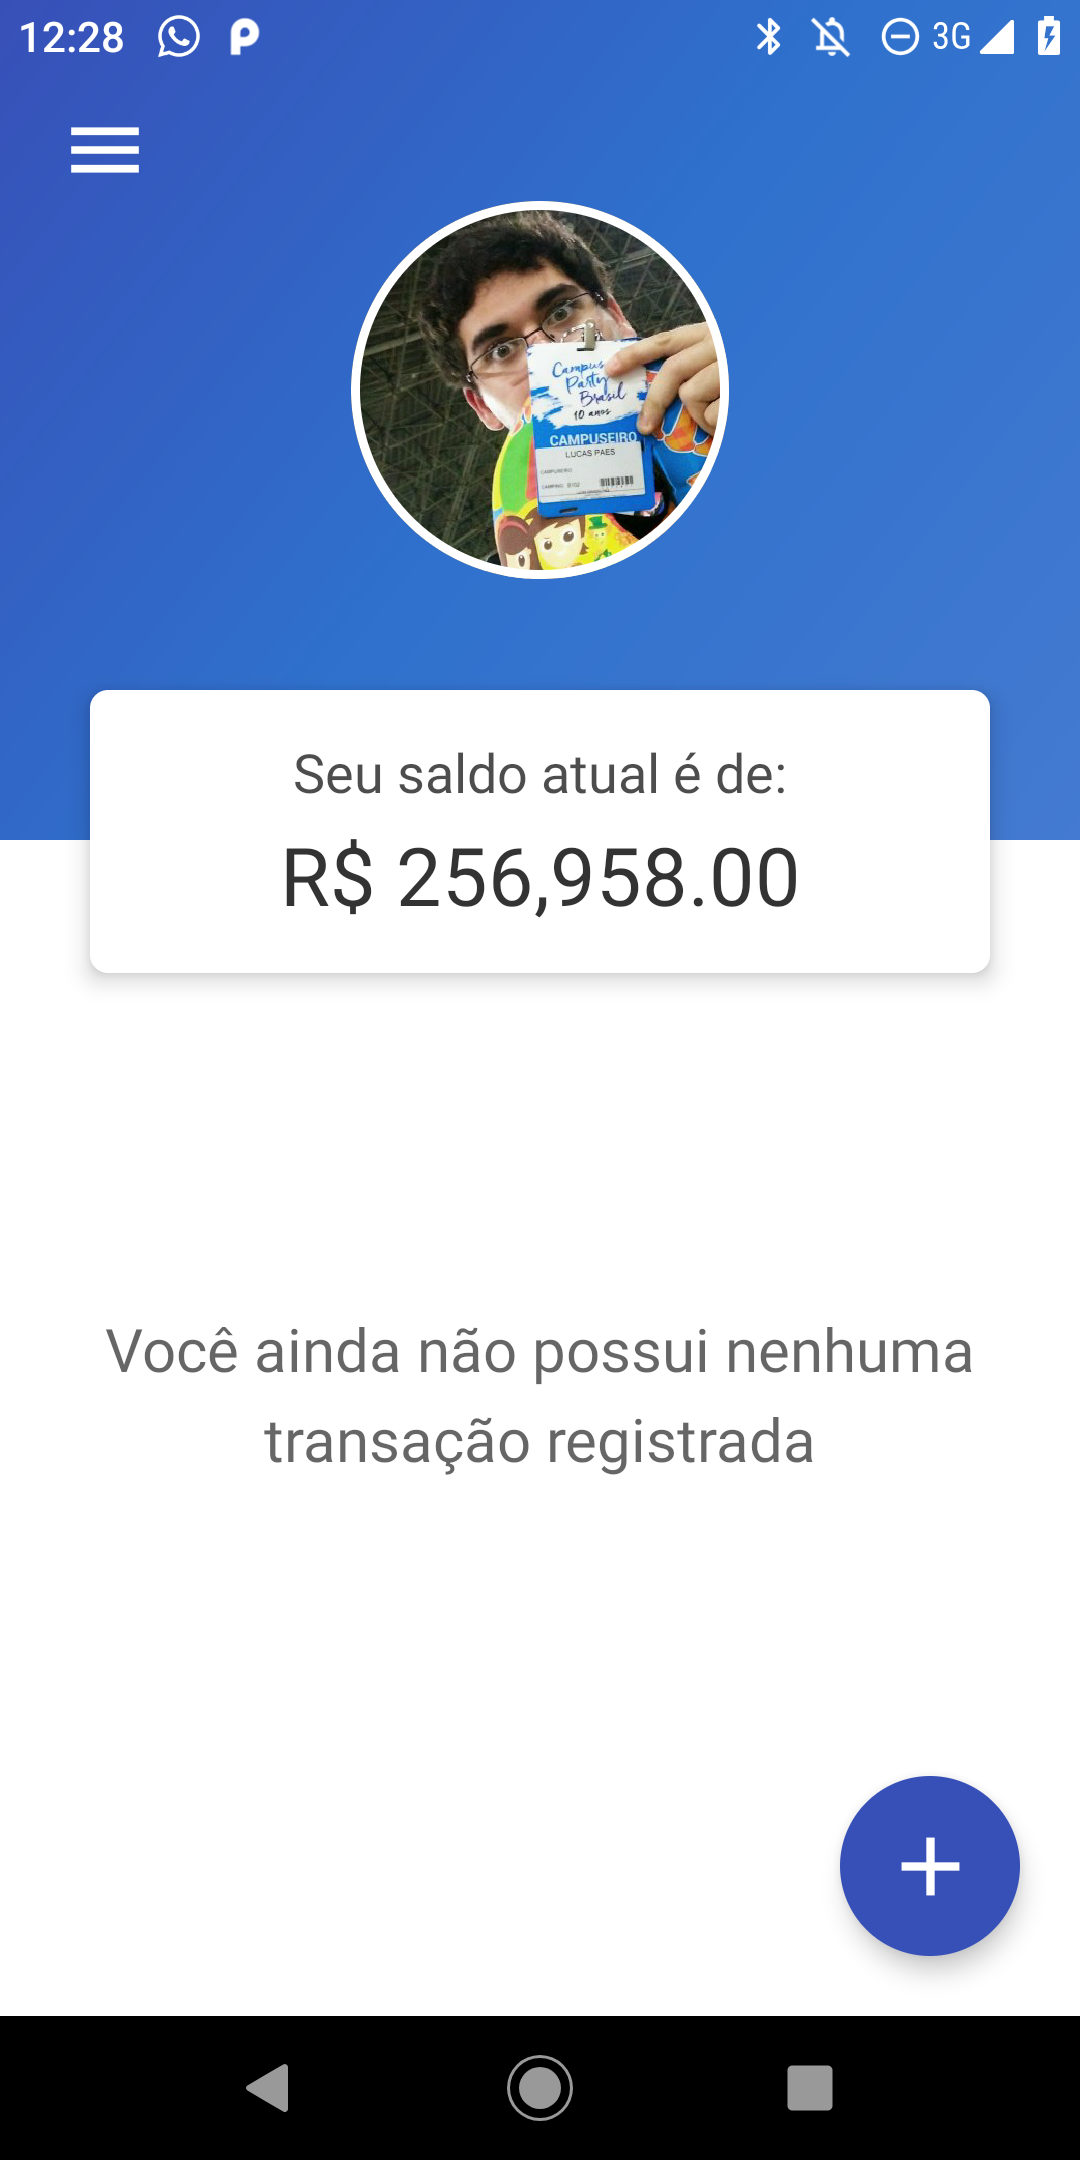 12:28
3G
Campus
Party
Brasil
10 anos
CAMPUSEIRO
LUCAS PAES
Seu saldo atual é de:
R$ 256,958.00
Você ainda não possui nenhuma
transação registrada